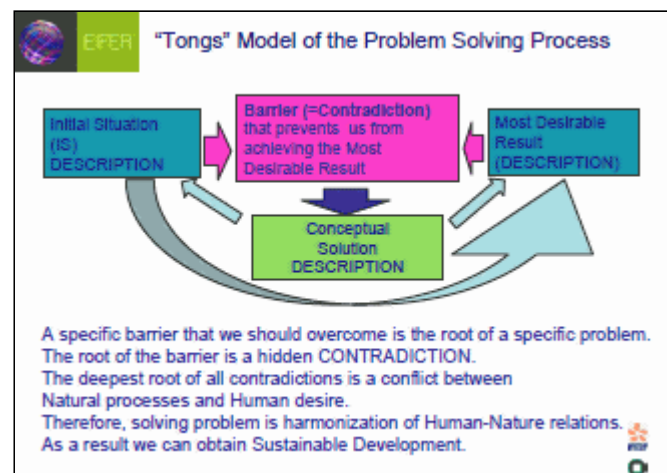 EIFER
“Tongs” Model of the Problem Solving Process
Initial Situation
(IS)
DESCRIPTION
Barrier (=Contradiction)
that prevents us from
achieving the Most
Desirable Result
Most Desirable
Result
(DESCRIPTION)
Conceptual
Solution
DESCRIPTION
A specific barrier that we should overcome is the root of a specific problem.
The root of the barrier is a hidden CONTRADICTION.
The deepest root of all contradictions is a conflict between
Natural processes and Human desire.
Therefore, solving problem is harmonization of Human-Nature relations.
As a result we can obtain Sustainable Development.